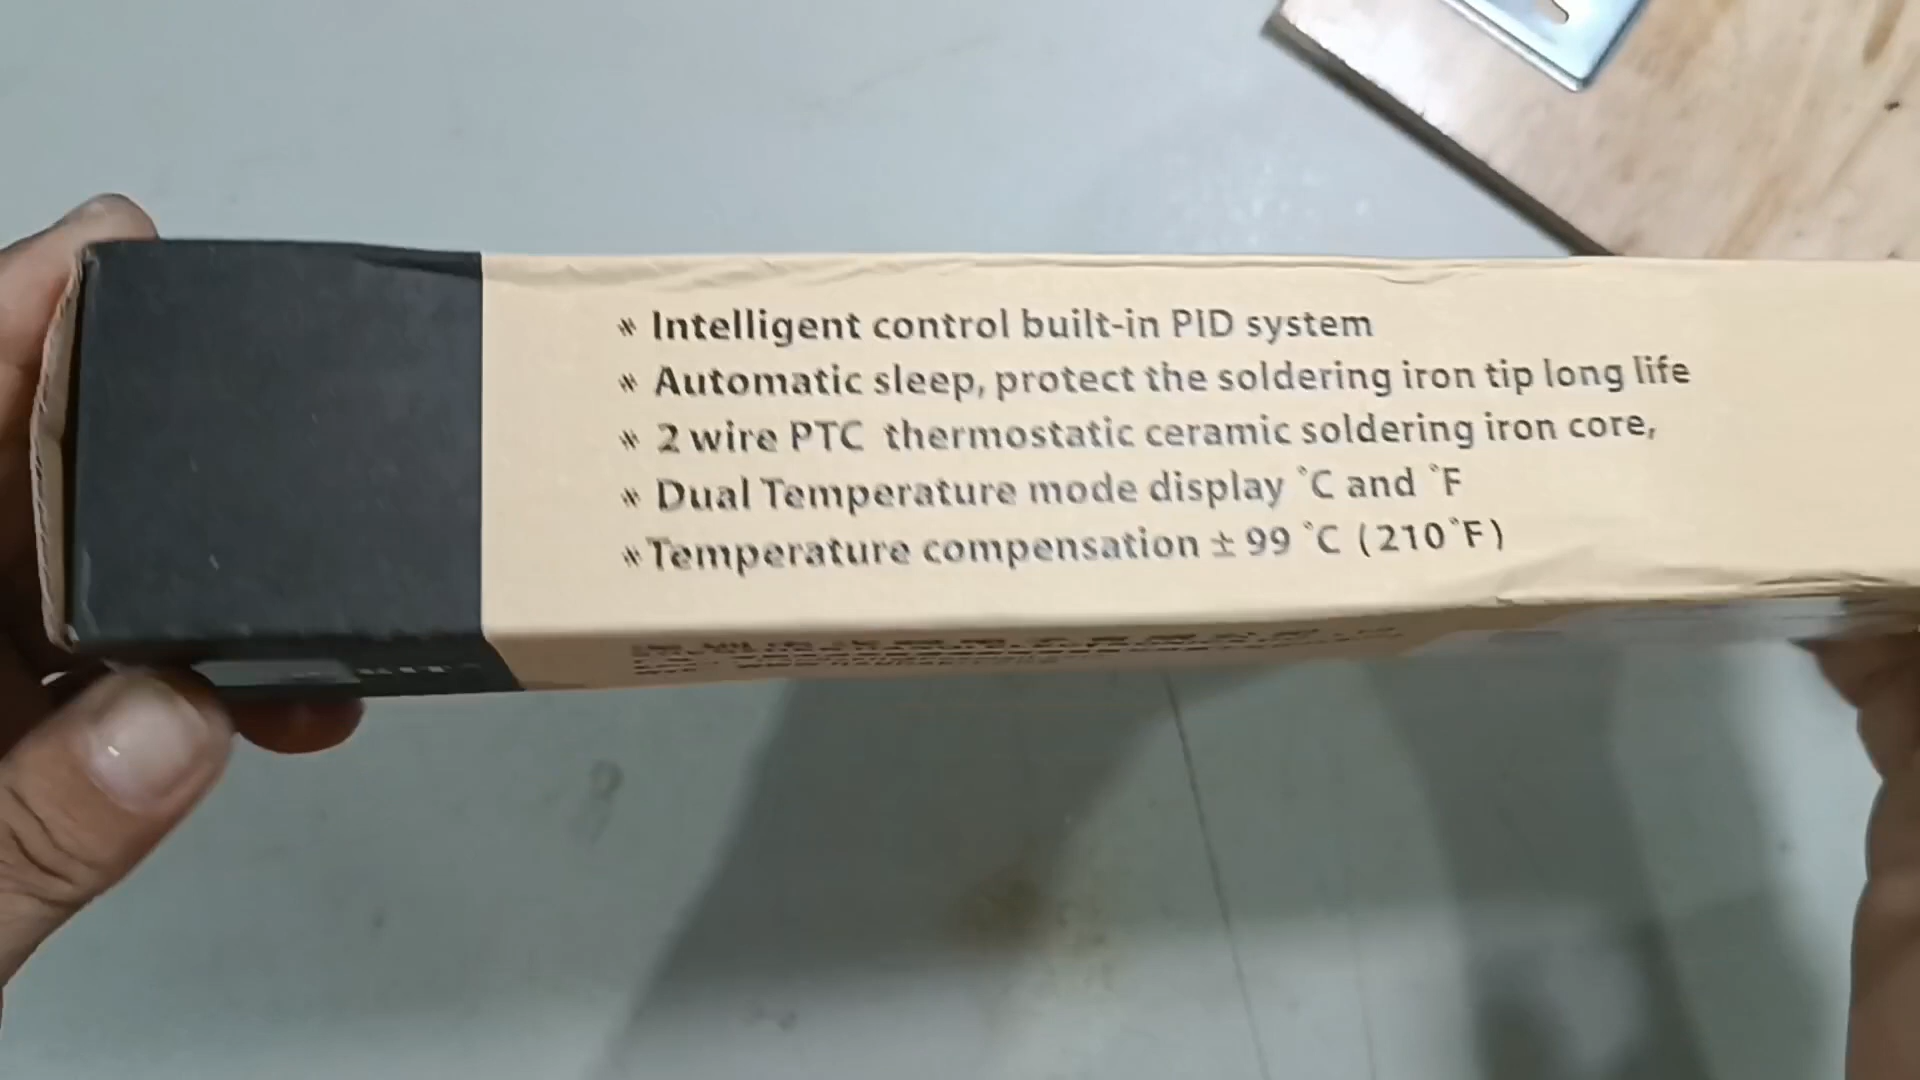 * Intelligent control built-in PID system
* Automatic sleep, protect the soldering iron tip long life
* 2 wire PTC thermostatic ceramic soldering iron core,
* Dual Temperature mode display °C and °F
* Temperature compensation ± 99 °C (210°F)